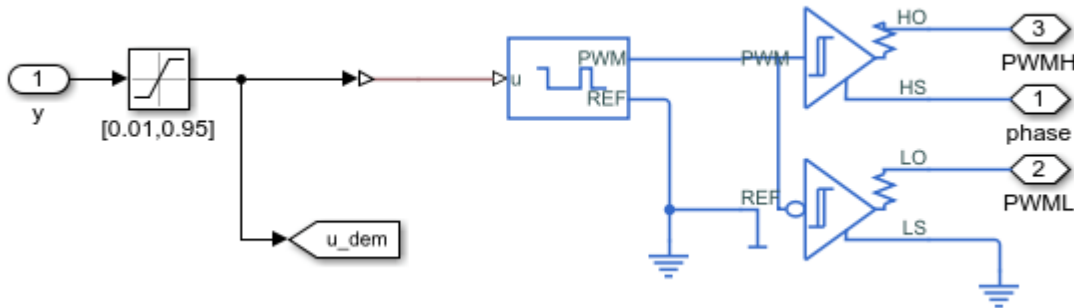 HO
3
PWMH
PWM
PWM
1
y
u
REF
HS
1
phase
[0.01,0.95]
LO
2
PWML
REF
u_dem
LS